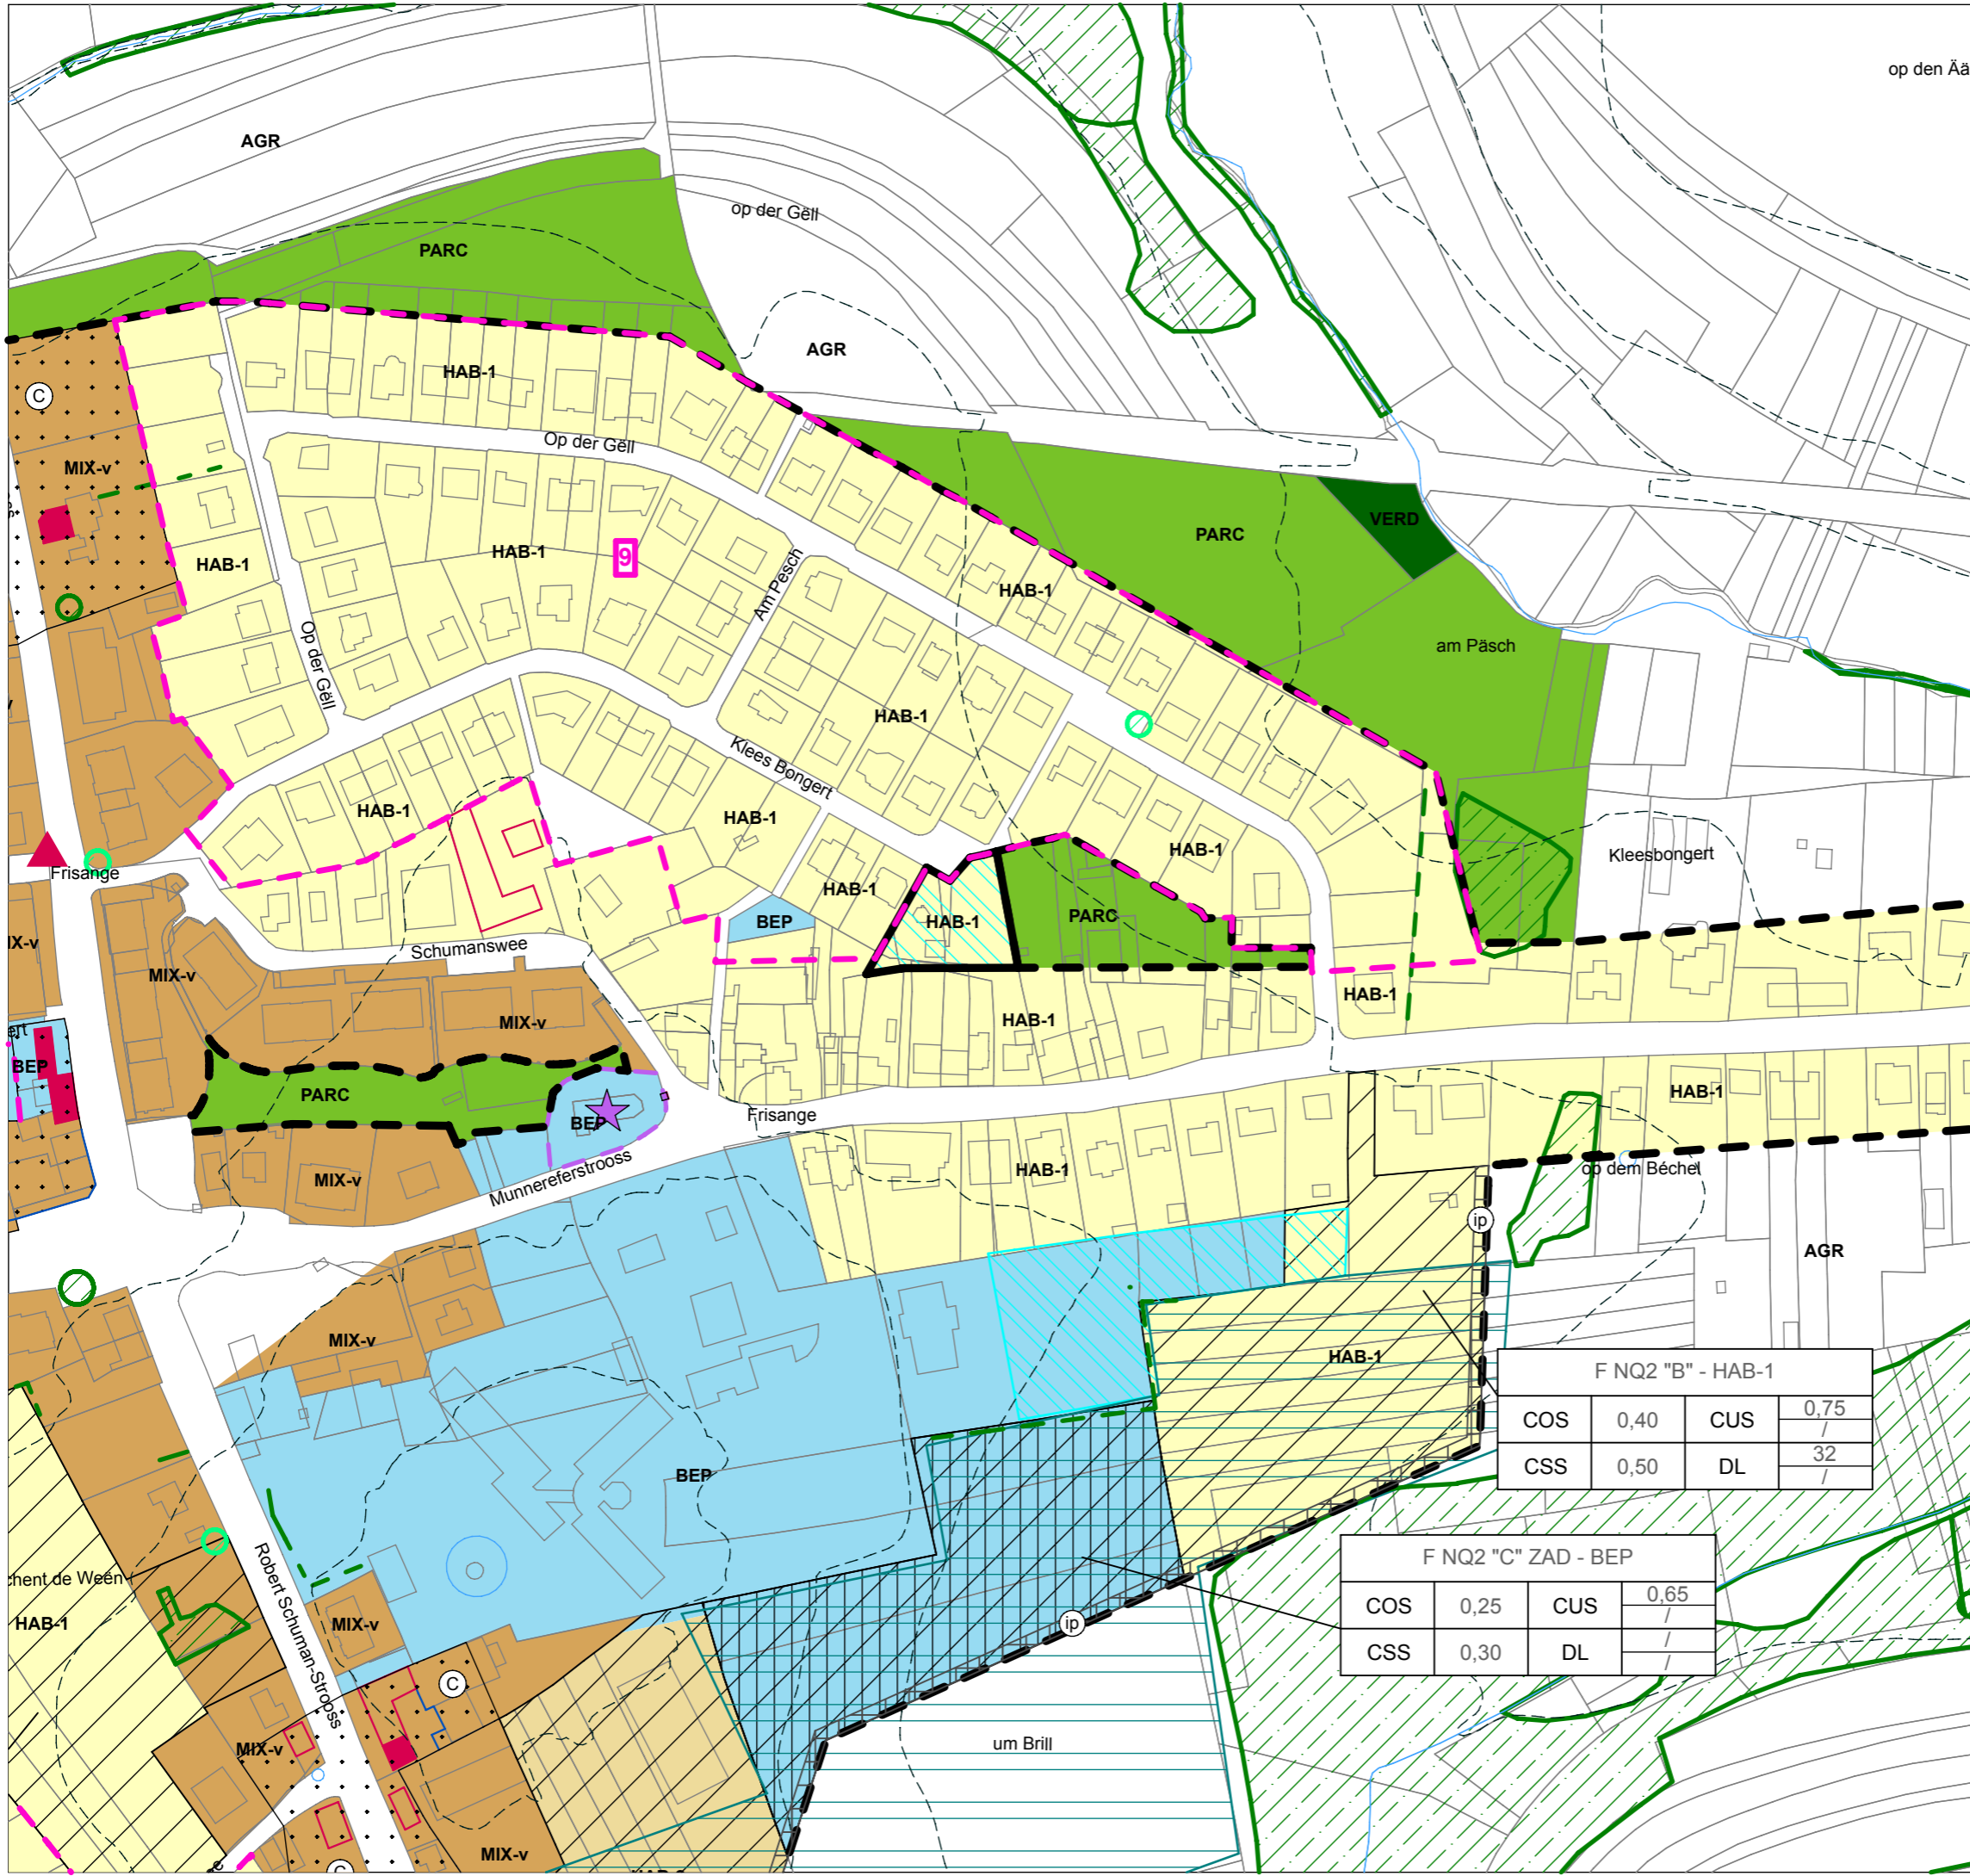 op den Ää
AGR
op der Gëll
PARC
AGR
HAB-1
C
Op der Gëll
MIX-v
VERD
PARC
HAB-1
9
HAB-1
Am Pesch
HAB-1
am Päsch
Op der Gëll
HAB-1
Klees Bongert
HAB-1
HAB-1
HAB-1
Kleesbongert
Frisange
HAB-1
PARC
BEP
HAB-1
IX-v
Schumanswee
MIX-v
HAB-1
MIX-v
HAB-1
ert
BEP
PARC
HAB-1
BEP
Frisange
Munnereferstrooss
MIX-v
HAB-1
op dem Béchel
ip
AGR
MIX-v
HAB-1
F NQ2 "B" - HAB-1
COS 0,40 CUS 0,75 /
CSS 0,50 DL 32 /
BEP
F NQ2 "C" ZAD - BEP
COS 0,25 CUS 0,65 /
CSS 0,30 DL / /
chent de Weën
Robert Schuman-Strooss
HAB-1
MIX-v
ip
C
MIX-v
um Brill
MIX-v
C